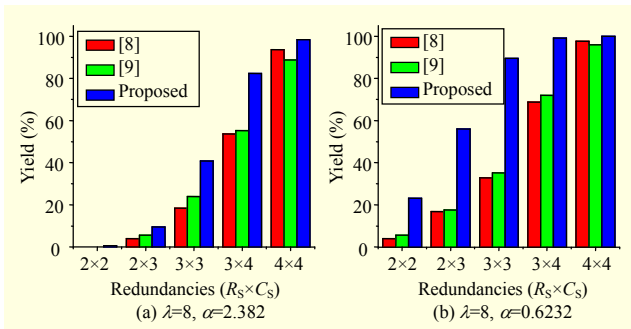 100
80
60
40
20
0
Yield (%)
[8]
[9]
Proposed
2×2 2×3 3×3 3×4 4×4
Redundancies (RS×CS)
(a) λ=8, α=2.382
100
80
60
40
20
0
Yield (%)
[8]
[9]
Proposed
2×2 2×3 3×3 3×4 4×4
Redundancies (RS×CS)
(b) λ=8, α=0.6232